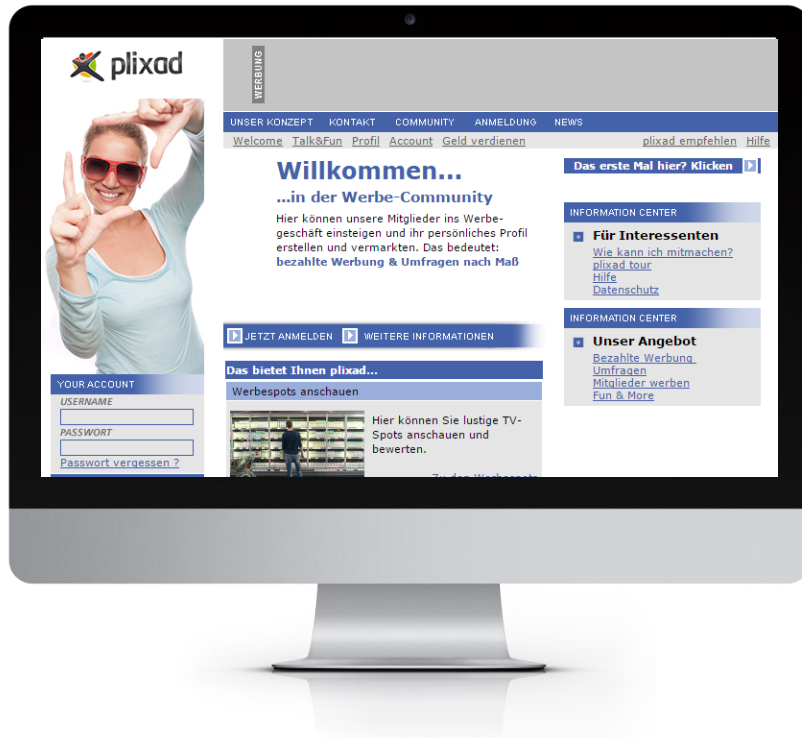 plixad
WERBUNG
UNSER KONZEPT KONTAKT COMMUNITY ANMELDUNG NEWS
Welcome Talk&Fun Profil Account Geld verdienen plixad empfehlen Hilfe
Willkommen...
...in der Werbe-Community
Hier können unsere Mitglieder ins Werbe-
geschäft einsteigen und ihr persönliches Profil
erstellen und vermarkten. Das bedeutet:
bezahlte Werbung & Umfragen nach Maß
JETZT ANMELDEN WEITERE INFORMATIONEN
Das bietet Ihnen plixad...
Werbespots anschauen
Hier können Sie lustige TV-
Spots anschauen und
bewerten.
Zu den Werbespots
Das erste Mal hier? Klicken
INFORMATION CENTER
Für Interessenten
Wie kann ich mitmachen?
plixad tour
Hilfe
Datenschutz
INFORMATION CENTER
Unser Angebot
Bezahlte Werbung
Umfragen
Mitglieder werben
Fun & More
YOUR ACCOUNT
USERNAME
PASSWORT
Passwort vergessen ?